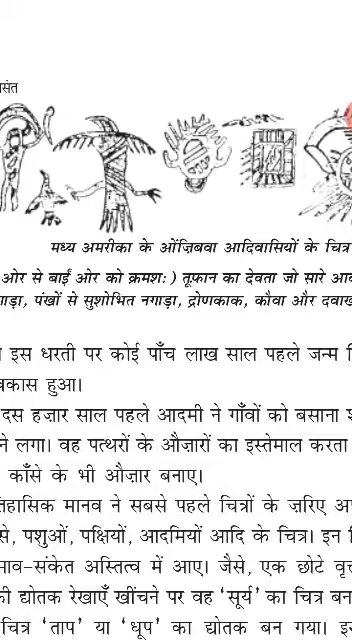 संत
मध्य अमरीका के ओंज़िबवा आदिवासियों के चित्र
ओर से बाईं ओर को क्रमशः) तूफ़ान का देवता जो सारे
पंखों से सुशोभित नगाड़ा, द्रोणकाक, कौवा और
इस धरती पर कोई पाँच लाख साल पहले जन्म
हुआ।
दस हज़ार साल पहले आदमी ने गाँवों को बसाना
लगा। वह पत्थरों के औज़ारों का इस्तेमाल करता
काँसे के भी औज़ार बनाए।
मानव ने सबसे पहले चित्रों के ज़रिए
पशुओं, पक्षियों, आदमियों आदि के चित्र। इन
संकेत अस्तित्व में आए। जैसे, एक छोटे
की द्योतक रेखाएँ खींचने पर वह ‘सूर्य’ का चित्र बन
चित्र ‘ताप’ या ‘धूप’ का द्योतक बन गया।